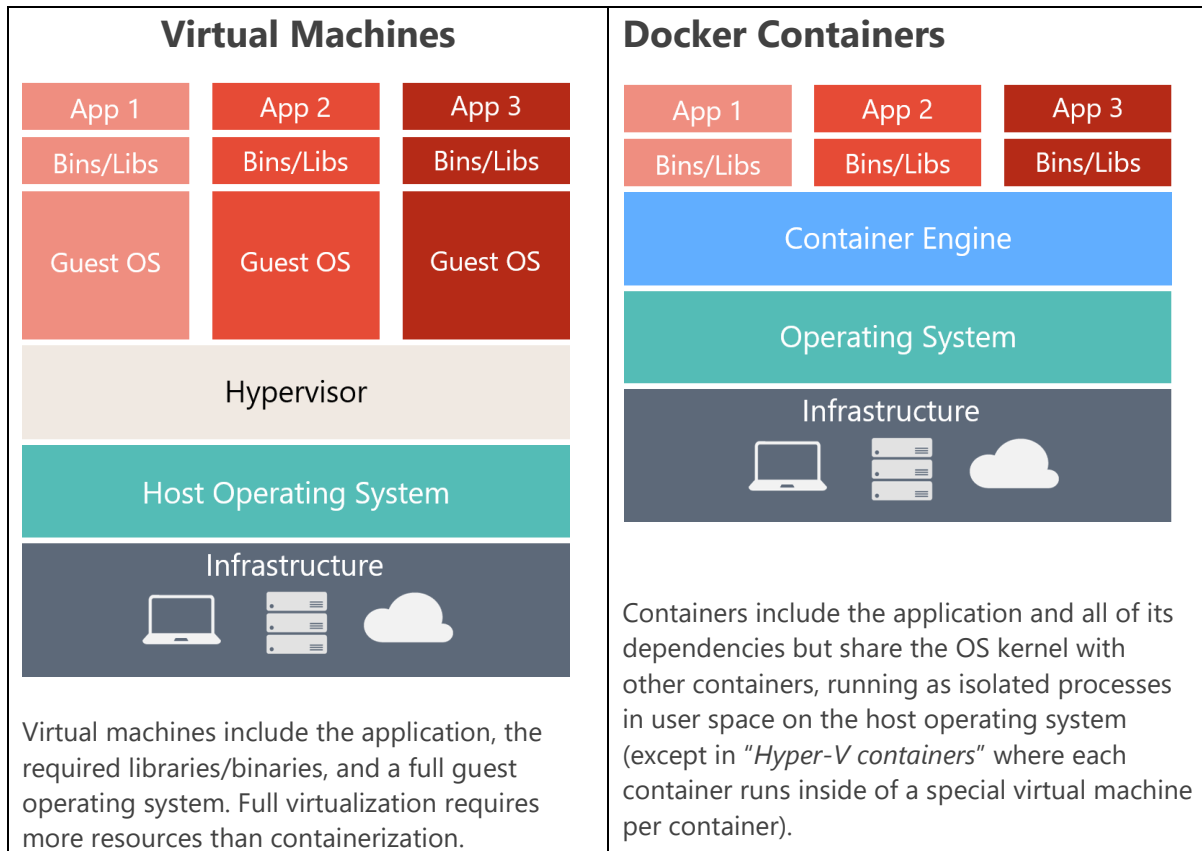 Virtual Machines
App 1
App 2
App 3
Bins/Libs
Bins/Libs
Bins/Libs
Guest OS
Guest OS
Guest OS
Hypervisor
Host Operating System
Infrastructure
Virtual machines include the application, the
required libraries/binaries, and a full guest
operating system. Full virtualization requires
more resources than containerization.
Docker Containers
App 1
App 2
App 3
Bins/Libs
Bins/Libs
Bins/Libs
Container Engine
Operating System
Infrastructure
Containers include the application and all of its
dependencies but share the OS kernel with
other containers, running as isolated processes
in user space on the host operating system
(except in “Hyper-V containers” where each
container runs inside of a special virtual machine
per container).